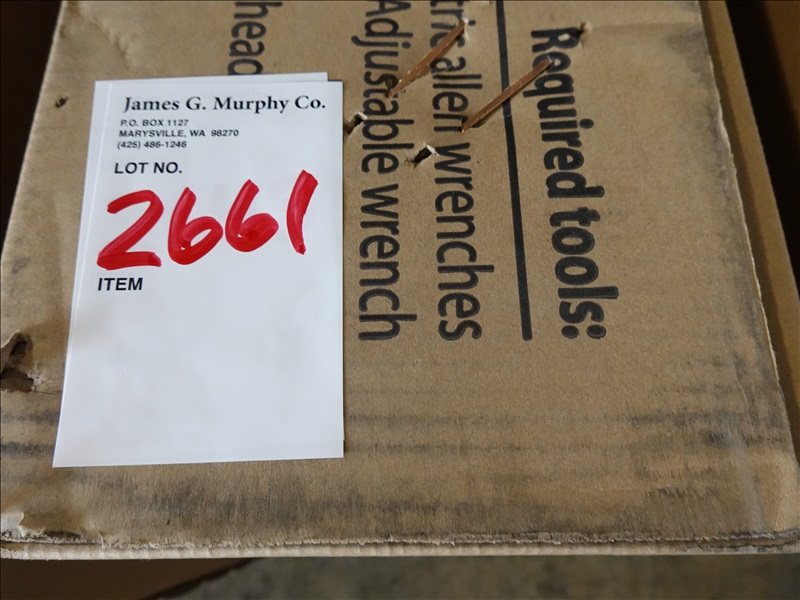 James G. Murphy Co.
P.O. BOX 1127
MARYSVILLE, WA 98270
(425) 486-1246
LOT NO.
2661
ITEM
Required tools:
allen wrenches
Adjustable wrench